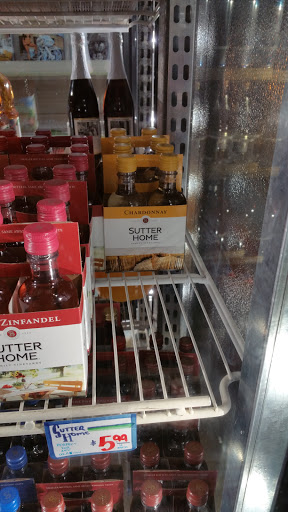 CHARDONNAY
SUTTER
HOME
ZINFANDEL
UTTER
HOME
SUTTER
HOME
$5.99